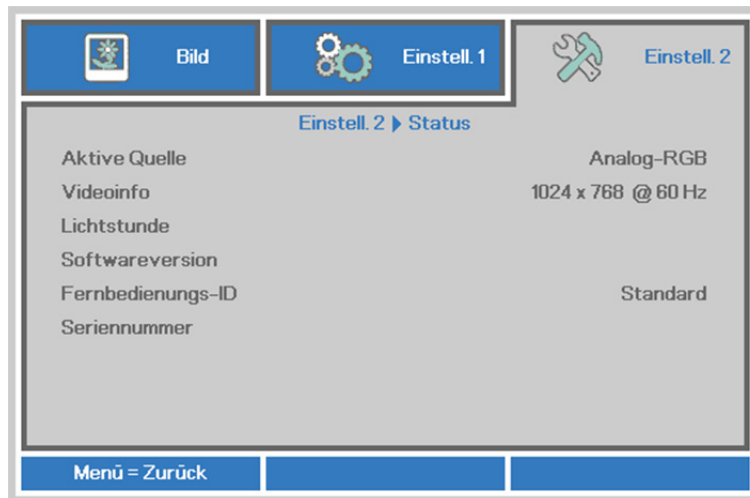 Bild
Einstell. 1
Einstell. 2
Einstell. 2 ▶ Status
Aktive Quelle Analog-RGB
Videoinfo 1024 x 768 @ 60 Hz
Lichtstunde
Softwareversion
Fernbedienungs-ID Standard
Seriennummer
Menü = Zurück